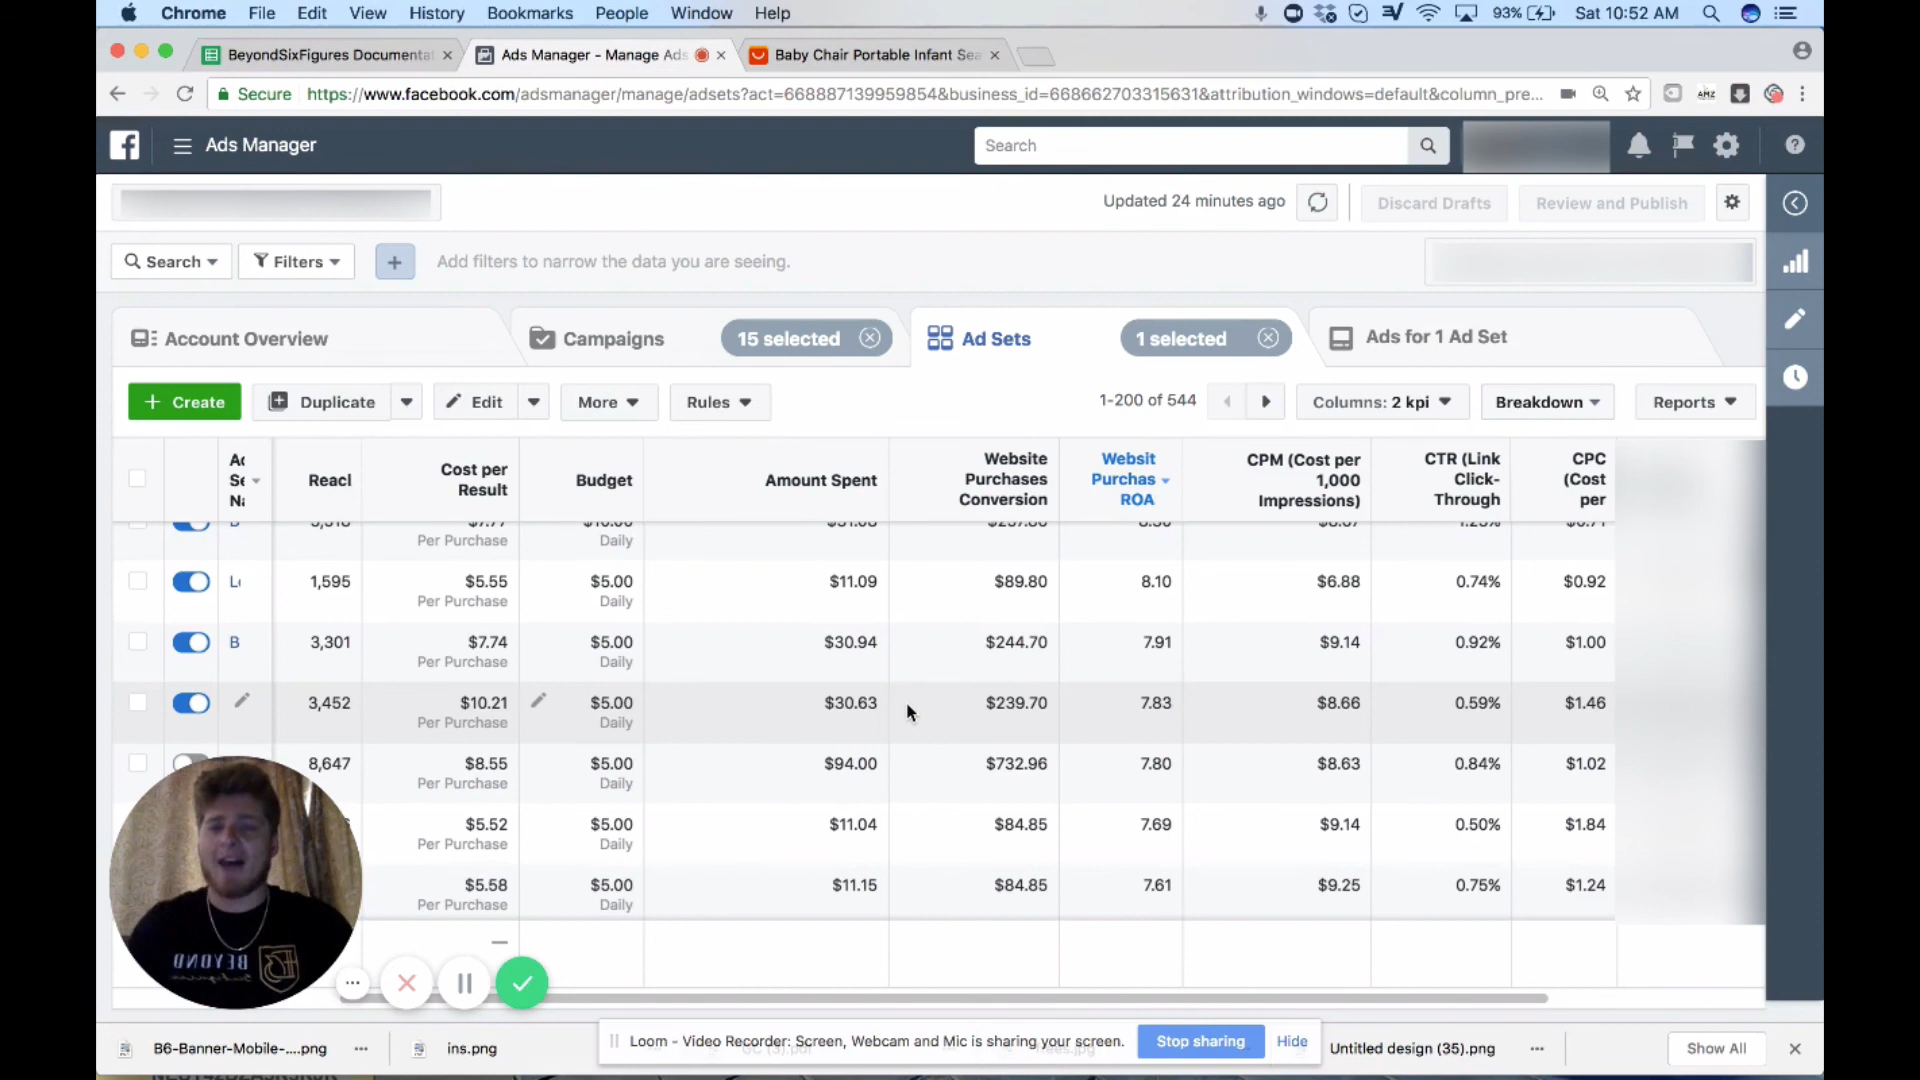 Chrome File Edit View History Bookmarks People Window Help 93% Sat 10:52 AM
BeyondSixFigures Documenta Ads Manager - Manage Ads Baby Chair Portable Infant Sea
Secure https://www.facebook.com/adsmanager/manage/adsets?act=668887139959854&business_id=668662703315631&attribution_windows=default&column_pre... AMZ
Ads Manager Search
Updated 24 minutes ago Discard Drafts Review and Publish
Search Filters + Add filters to narrow the data you are seeing.
Account Overview Campaigns 15 selected Ad Sets 1 selected Ads for 1 Ad Set
+ Create Duplicate Edit More Rules 1-200 of 544 Columns: 2 kpi Breakdown Reports
Se Reacl Cost per Result Budget Amount Spent Website Purchases Conversion Websit Purchas ROA CPM (Cost per 1,000 Impressions) CTR (Link Click-Through CPC (Cost per
Per Purchase Daily
1,595 $5.55 $5.00 $11.09 $89.80 8.10 $6.88 0.74% $0.92
Per Purchase Daily
B 3,301 $7.74 $5.00 $30.94 $244.70 7.91 $9.14 0.92% $1.00
Per Purchase Daily
3,452 $10.21 $5.00 $30.63 $239.70 7.83 $8.66 0.59% $1.46
Per Purchase Daily
8,647 $8.55 $5.00 $94.00 $732.96 7.80 $8.63 0.84% $1.02
Per Purchase Daily
$5.52 $5.00 $11.04 $84.85 7.69 $9.14 0.50% $1.84
Per Purchase Daily
$5.58 $5.00 $11.15 $84.85 7.61 $9.25 0.75% $1.24
Per Purchase Daily
—
BEYOND
B6-Banner-Mobile-....png ins.png Loom - Video Recorder: Screen, Webcam and Mic is sharing your screen. Stop sharing Hide Untitled design (35).png Show All